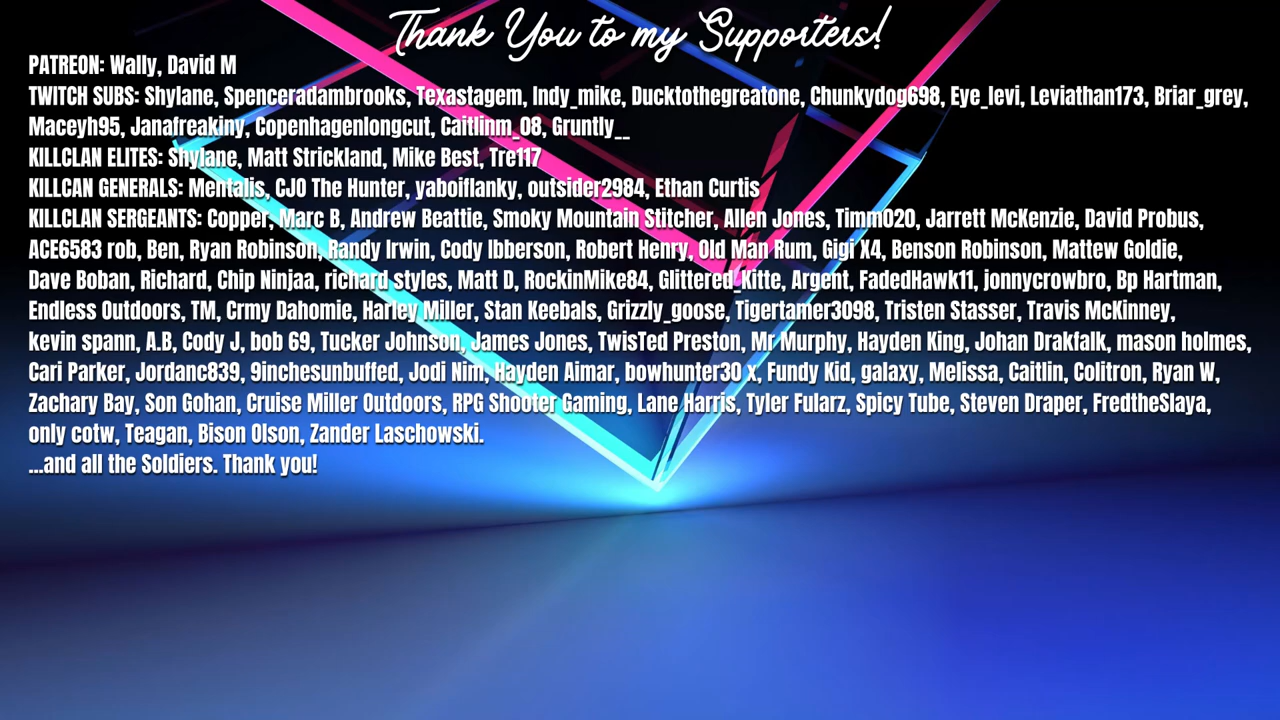 Thank You to my Supporters!
PATREON: Wally, David M
TWITCH SUBS: Shylane, Spenceradambrooks, Texastagem, Indy_mike, Ducktothegreatone, Chunkydog698, Eye_levi, Leviathan173, Briar_grey,
Maceyh95, Janafreakiny, Copenhagenlongcut, Caitlinm_08, Gruntly__
KILLCLAN ELITES: Shylane, Matt Strickland, Mike Best, Tre117
KILLCAN GENERALS: Mentalis, CJO The Hunter, yaboiflanky, outsider2984, Ethan Curtis
KILLCLAN SERGEANTS: Copper, Marc B, Andrew Beattie, Smoky Mountain Stitcher, Allen Jones, Timm020, Jarrett McKenzie, David Probus,
ACE6583 rob, Ben, Ryan Robinson, Randy Irwin, Cody Ibberson, Robert Henry, Old Man Rum, Gigi X4, Benson Robinson, Mattew Goldie,
Dave Boban, Richard, Chip Ninjaa, richard styles, Matt D, RockinMike84, Glittered_Kitte, Argent, FadedHawk11, jonnycrowbro, Bp Hartman,
Endless Outdoors, TM, Crmy Dahomie, Harley Miller, Stan Keebals, Grizzly_goose, Tigertamer3098, Tristen Stasser, Travis McKinney,
kevin spann, A.B, Cody J, bob 69, Tucker Johnson, James Jones, TwisTed Preston, Mr Murphy, Hayden King, Johan Drakfalk, mason holmes,
Cari Parker, Jordanc839, 9inchesunbuffed, Jodi Nim, Hayden Aimar, bowhunter30 x, Fundy Kid, galaxy, Melissa, Caitlin, Colitron, Ryan W,
Zachary Bay, Son Gohan, Cruise Miller Outdoors, RPG Shooter Gaming, Lane Harris, Tyler Fularz, Spicy Tube, Steven Draper, FredtheSlaya,
only cotw, Teagan, Bison Olson, Zander Laschowski.
...and all the Soldiers. Thank you!